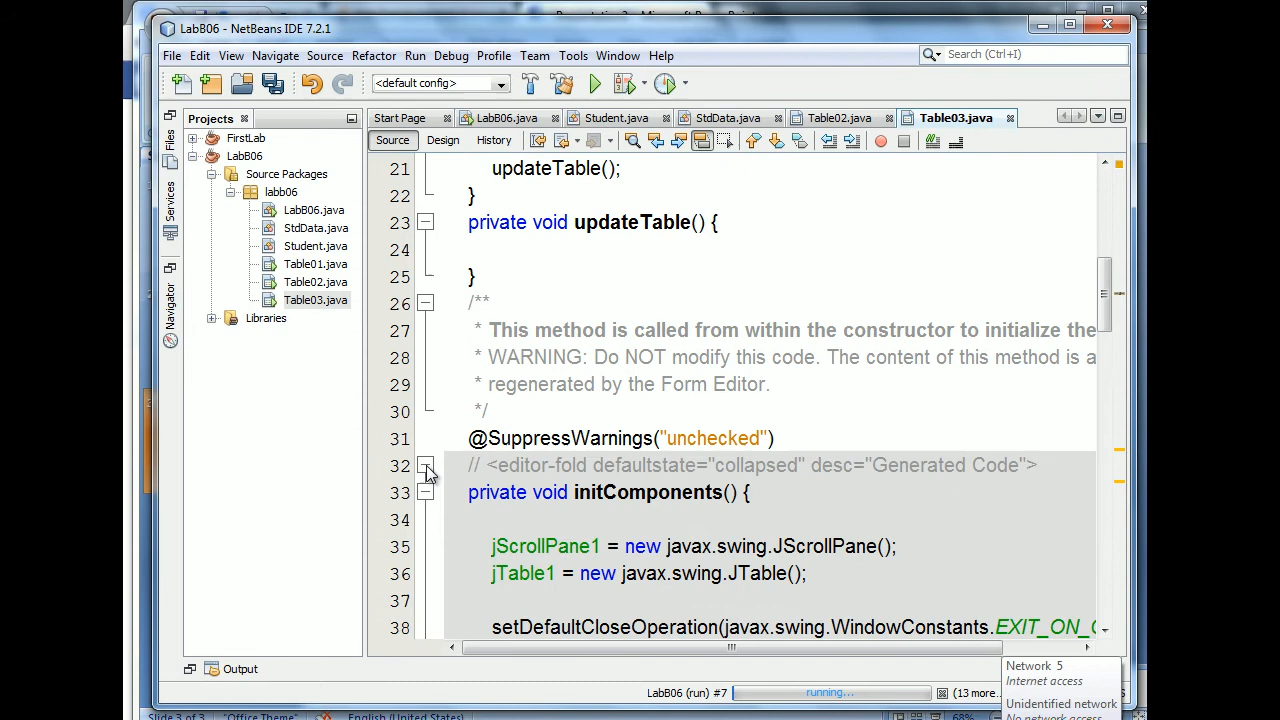 LabB06 - NetBeans IDE 7.2.1
File Edit View Navigate Source Refactor Run Debug Profile Team Tools Window Help
Search (Ctrl+I)
<default config>
Projects
Start Page LabB06.java Student.java StdData.java Table02.java Table03.java
Source Design History
Files
Services
Navigator
FirstLab
LabB06
Source Packages
labb06
LabB06.java
StdData.java
Student.java
Table01.java
Table02.java
Table03.java
Libraries
21 updateTable();
22 }
23 private void updateTable() {
24
25 }
26 /**
27 * This method is called from within the constructor to initialize the
28 * WARNING: Do NOT modify this code. The content of this method is a
29 * regenerated by the Form Editor.
30 */
31 @SuppressWarnings("unchecked")
32 // <editor-fold defaultstate="collapsed" desc="Generated Code">
33 private void initComponents() {
34
35 jScrollPane1 = new javax.swing.JScrollPane();
36 jTable1 = new javax.swing.JTable();
37
38 setDefaultCloseOperation(javax.swing.WindowConstants.EXIT_ON_
Output
LabB06 (run) #7 running... (13 more...
Network 5
Internet access
Unidentified network
No network access
Slide 3 of 3 "Office Theme" English (United States) 68%